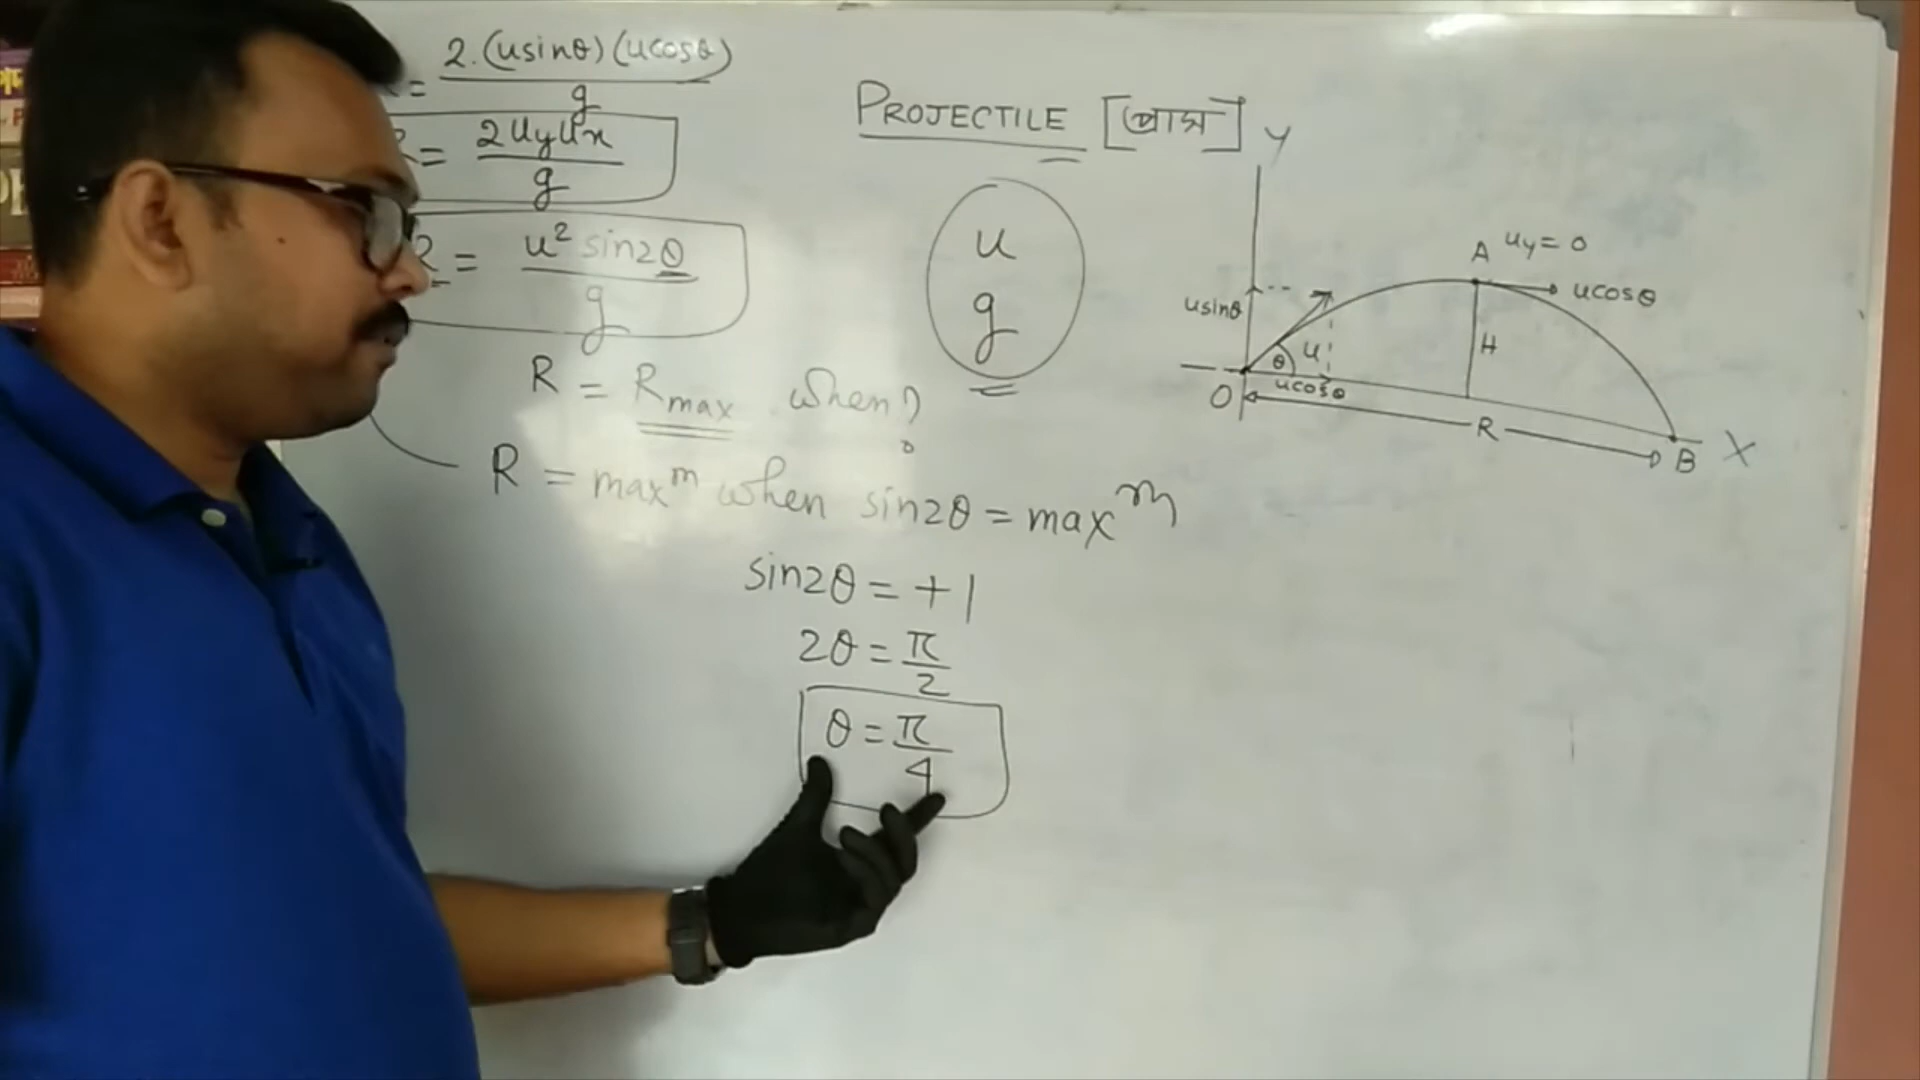 = 2.(usinθ)(ucosθ) / g
R = 2UyUx / g
R = u² sin2θ / g
R = Rmax when?
R = maxᵐ when sin2θ = maxᵐ
sin2θ = +1
2θ = π/2
θ = π/4
PROJECTILE [প্রাস]
u
g
Y
A uy = 0
usinθ
ucosθ
H
θ
u
ucosθ
O
R
B
X